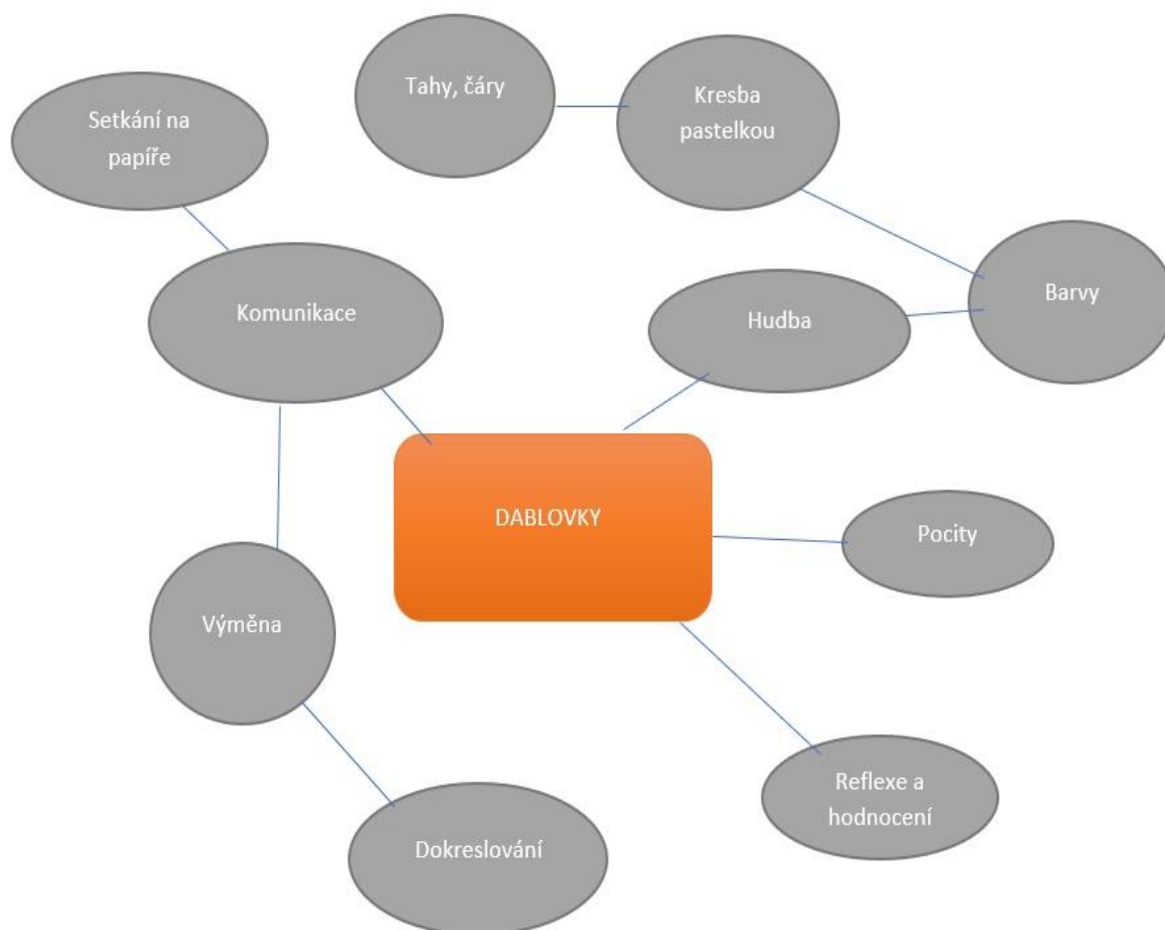 Tahy, čáry
Kresba
pastelkou
Setkání na
papíře
Barvy
Komunikace
Hudba
DABLOVKY
Pocity
Výměna
Reflexe a
hodnocení
Dokreslování